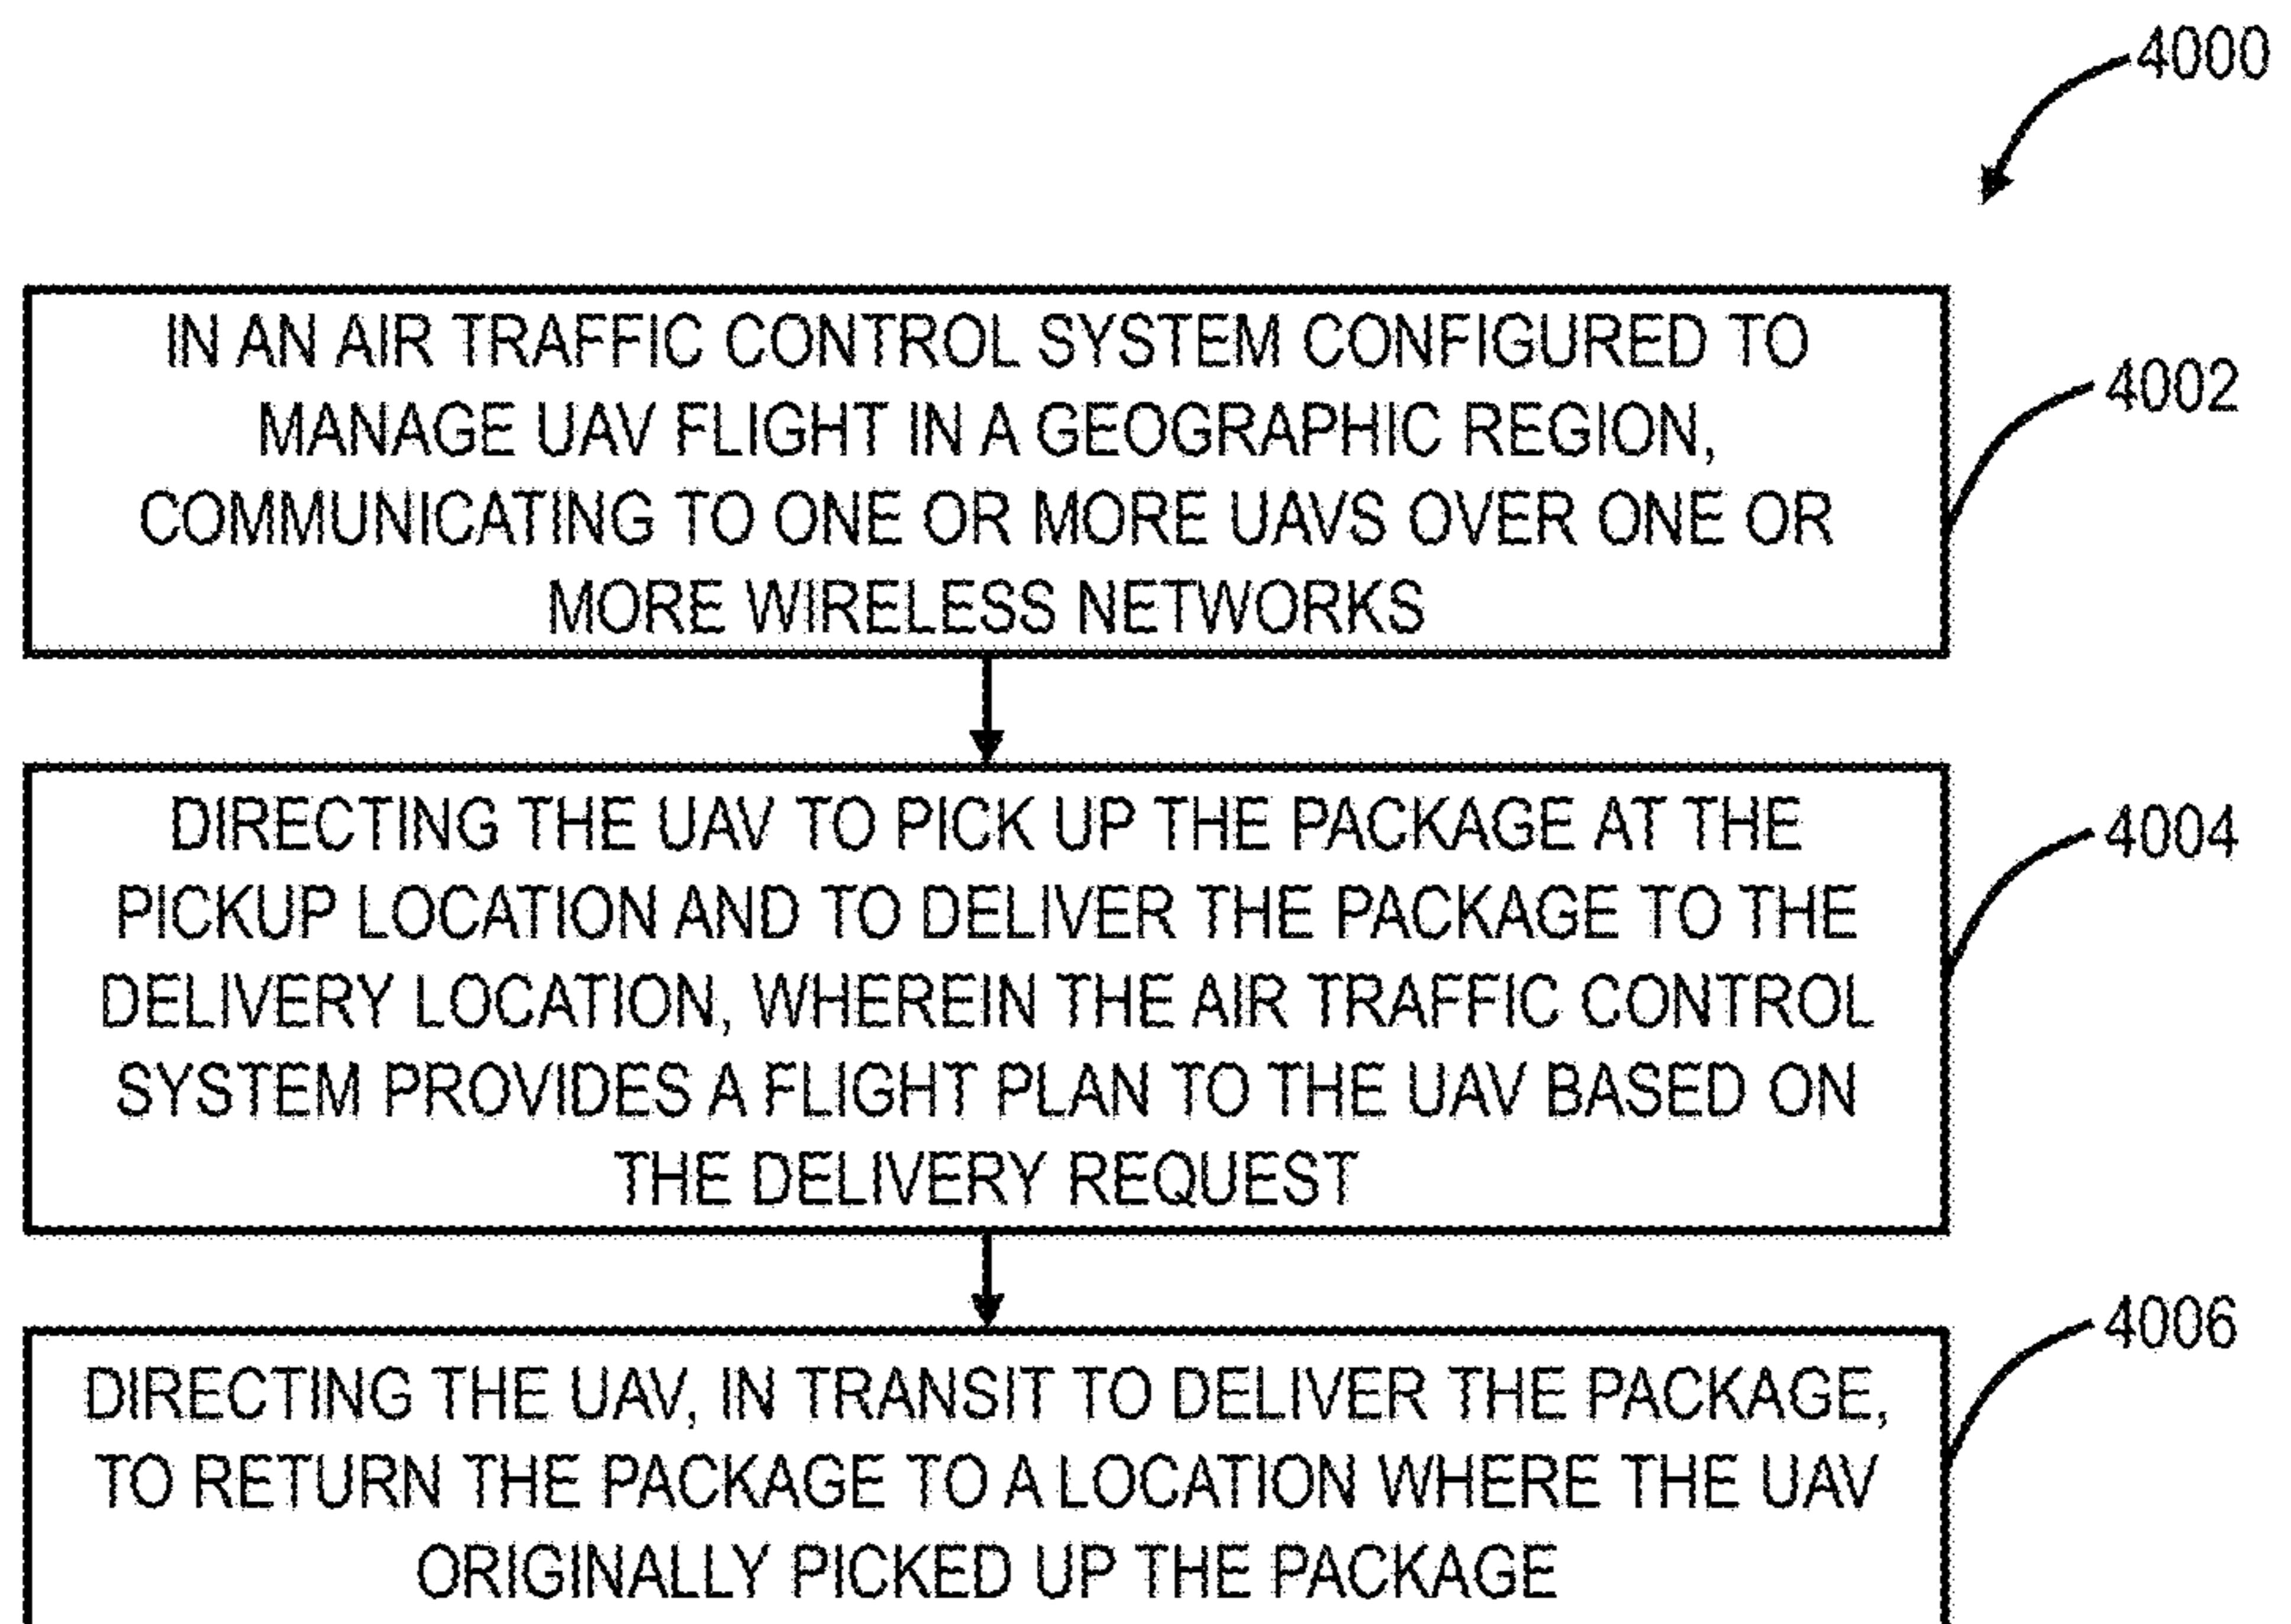 4000
IN AN AIR TRAFFIC CONTROL SYSTEM CONFIGURED TO
MANAGE UAV FLIGHT IN A GEOGRAPHIC REGION,
COMMUNICATING TO ONE OR MORE UAVS OVER ONE OR
MORE WIRELESS NETWORKS
4002
DIRECTING THE UAV TO PICK UP THE PACKAGE AT THE
PICKUP LOCATION AND TO DELIVER THE PACKAGE TO THE
DELIVERY LOCATION, WHEREIN THE AIR TRAFFIC CONTROL
SYSTEM PROVIDES A FLIGHT PLAN TO THE UAV BASED ON
THE DELIVERY REQUEST
4004
DIRECTING THE UAV, IN TRANSIT TO DELIVER THE PACKAGE,
TO RETURN THE PACKAGE TO A LOCATION WHERE THE UAV
ORIGINALLY PICKED UP THE PACKAGE
4006